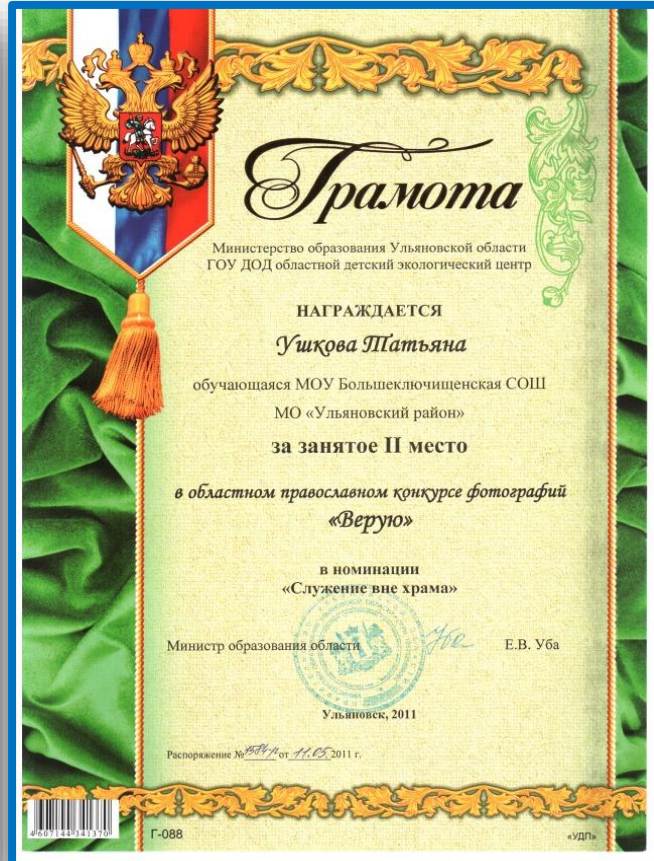 Грамота
Министерство образования Ульяновской области
ГОУ ДОД областной детский экологический центр
НАГРАЖДАЕТСЯ
Ушкова Татьяна
обучающаяся МОУ Большеключищенская СОШ
МО «Ульяновский район»
за занятое II место
в областном православном конкурсе фотографий
«Верую»
в номинации
«Служение вне храма»
Министр образования области Е.В. Уба
Ульяновск, 2011
Распоряжение № 1584-р от 11.05.2011 г.
4607144341370
Г-088 «УДП»